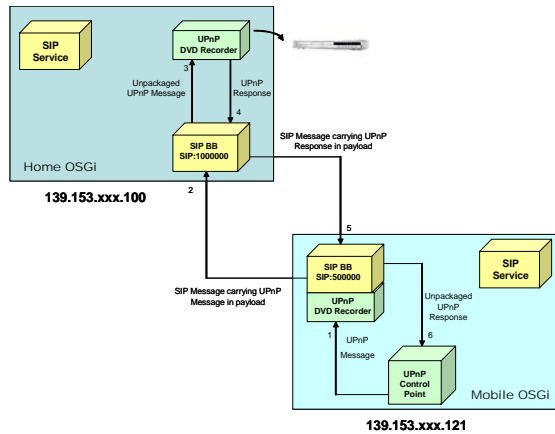 SIP
Service
UPnP
DVD Recorder
3
Unpackaged
UPnP Message
UPnP
Response
4
SIP BB
SIP:1000000
SIP Message carrying UPnP
Response in payload
Home OSGi
2
139.153.xxx.100
5
SIP BB
SIP:500000
SIP
Service
SIP Message carrying UPnP
Message in payload
UPnP
DVD Recorder
Unpackaged
UPnP
Response
1
UPnP
Message
6
UPnP
Control
Point
Mobile OSGi
139.153.xxx.121